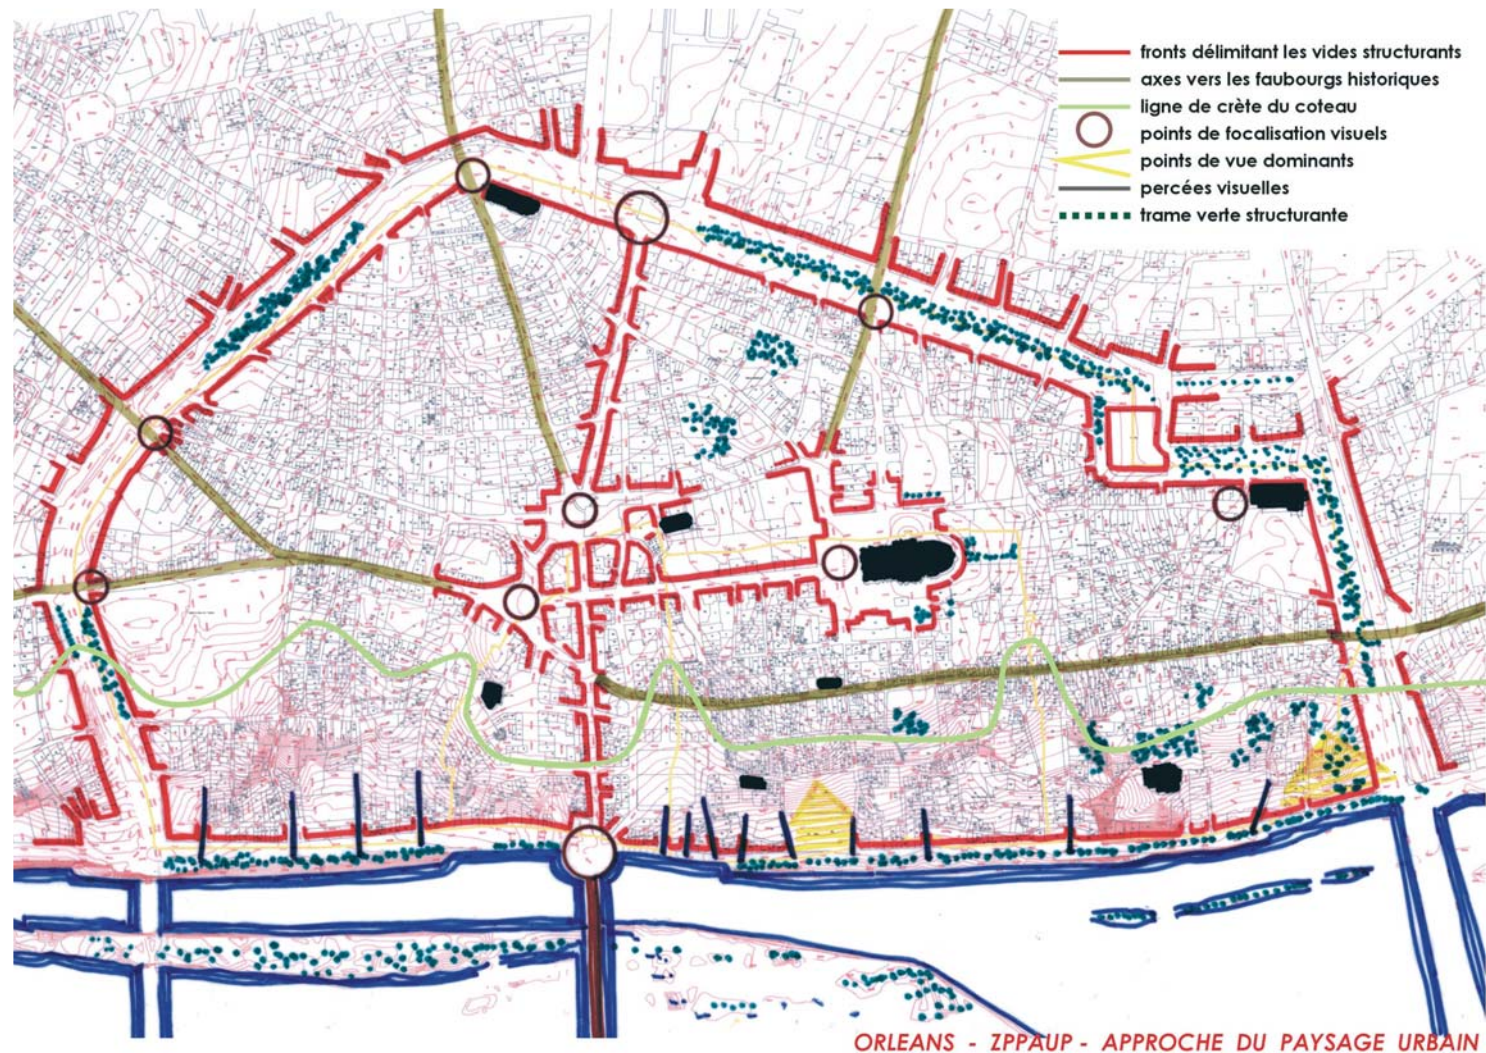 fronts délimitant les vides structurants
axes vers les faubourgs historiques
ligne de crète du coteau
points de focalisation visuels
points de vue dominants
percées visuelles
trame verte structurante
ORLEANS - ZPPAUP - APPROCHE DU PAYSAGE URBAIN